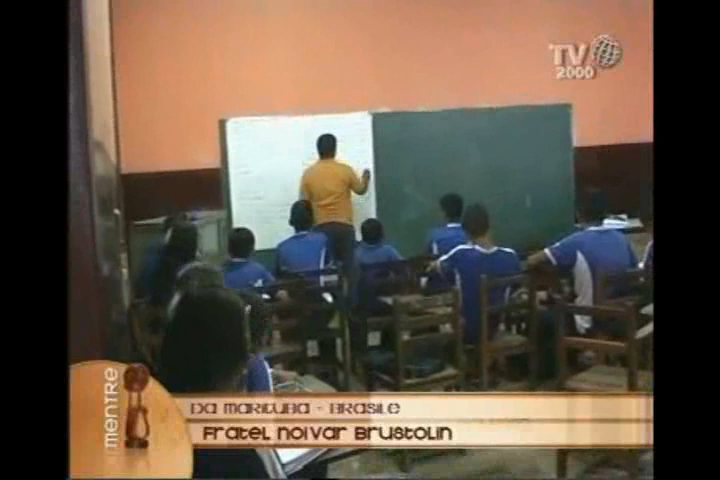 TV
2000
mentre
DA MARITUBA - BRASILE
FRATEL NOIVAR BRUSTOLIN